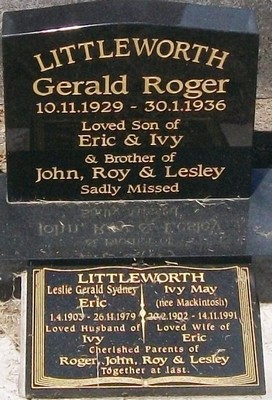 LITTLEWORTH
Gerald Roger
10.11.1929 - 30.1.1936
Loved Son of
Eric & Ivy
& Brother of
John, Roy & Lesley
Sadly Missed
LITTLEWORTH
Leslie Gerald Sydney
Eric
1.4.1903 - 26.11.1979
Loved Husband of
Ivy
Ivy May
(nee Mackintosh)
20.2.1902 - 14.11.1991
Loved Wife of
Eric
Cherished Parents of
Roger, John, Roy & Lesley
Together at last.